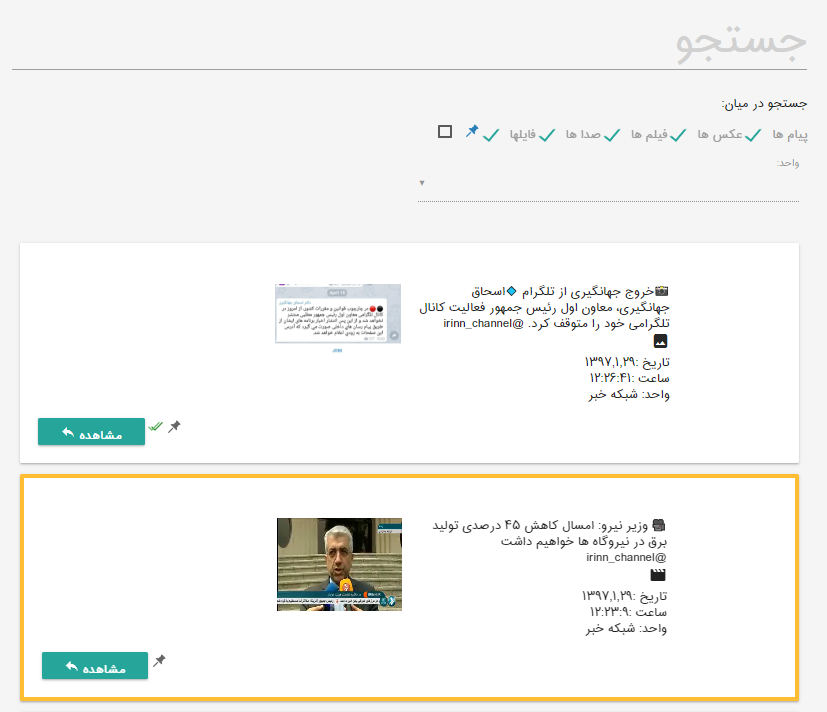 جستجو
جستجو در میان:
پیام ها عکس ها فیلم ها صدا ها فایلها
واحد:
خروج جهانگیری از تلگرام 🔷اسحاق
جهانگیری، معاون اول رئیس جمهور فعالیت کانال
تلگرامی خود را متوقف کرد. @irinn_channel
تاریخ :۱۳۹۷,۱,۲۹
ساعت :۱۲:۲۶:۴۱
واحد: شبکه خبر
مشاهده
وزیر نیرو: امسال کاهش ۴۵ درصدی تولید
برق در نیروگاه ها خواهیم داشت
@irinn_channel
تاریخ :۱۳۹۷,۱,۲۹
ساعت :۱۲:۲۳:۹
واحد: شبکه خبر
مشاهده